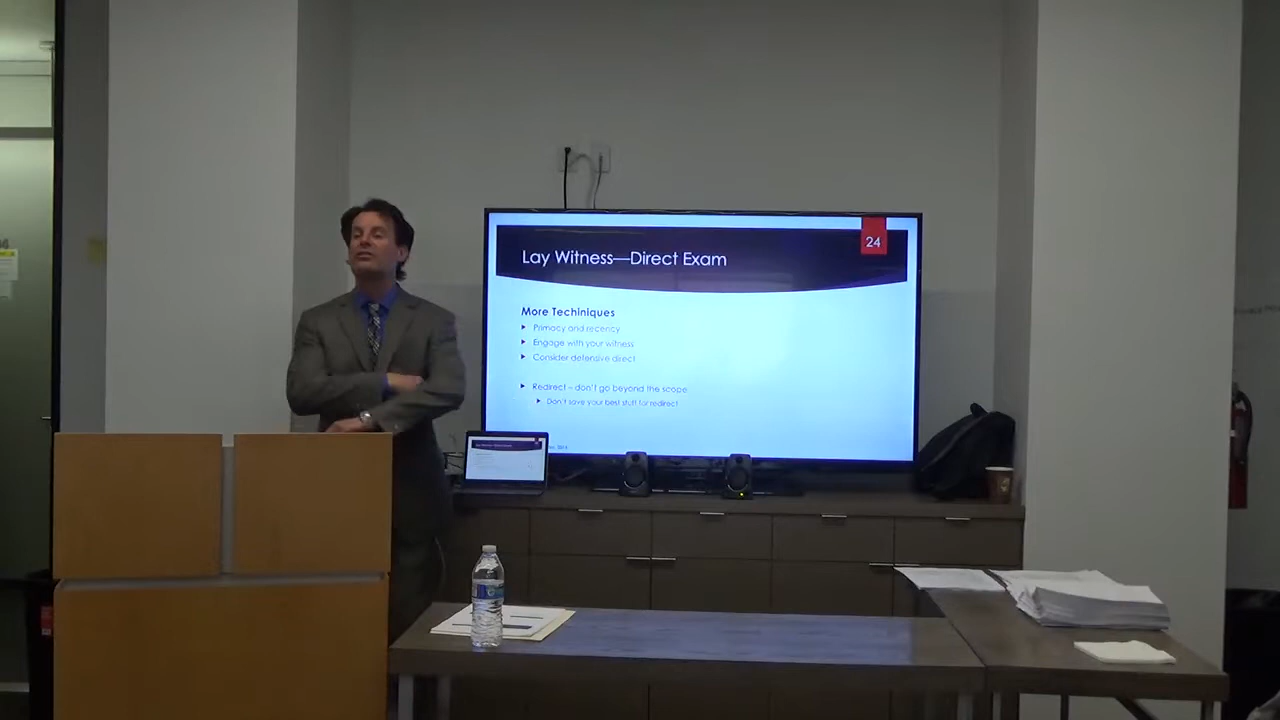 24
Lay Witness—Direct Exam
More Techiniques
Primacy and recency
Engage with your witness
Consider defensive direct
Redirect – don't go beyond the scope
Don't save your best stuff for redirect